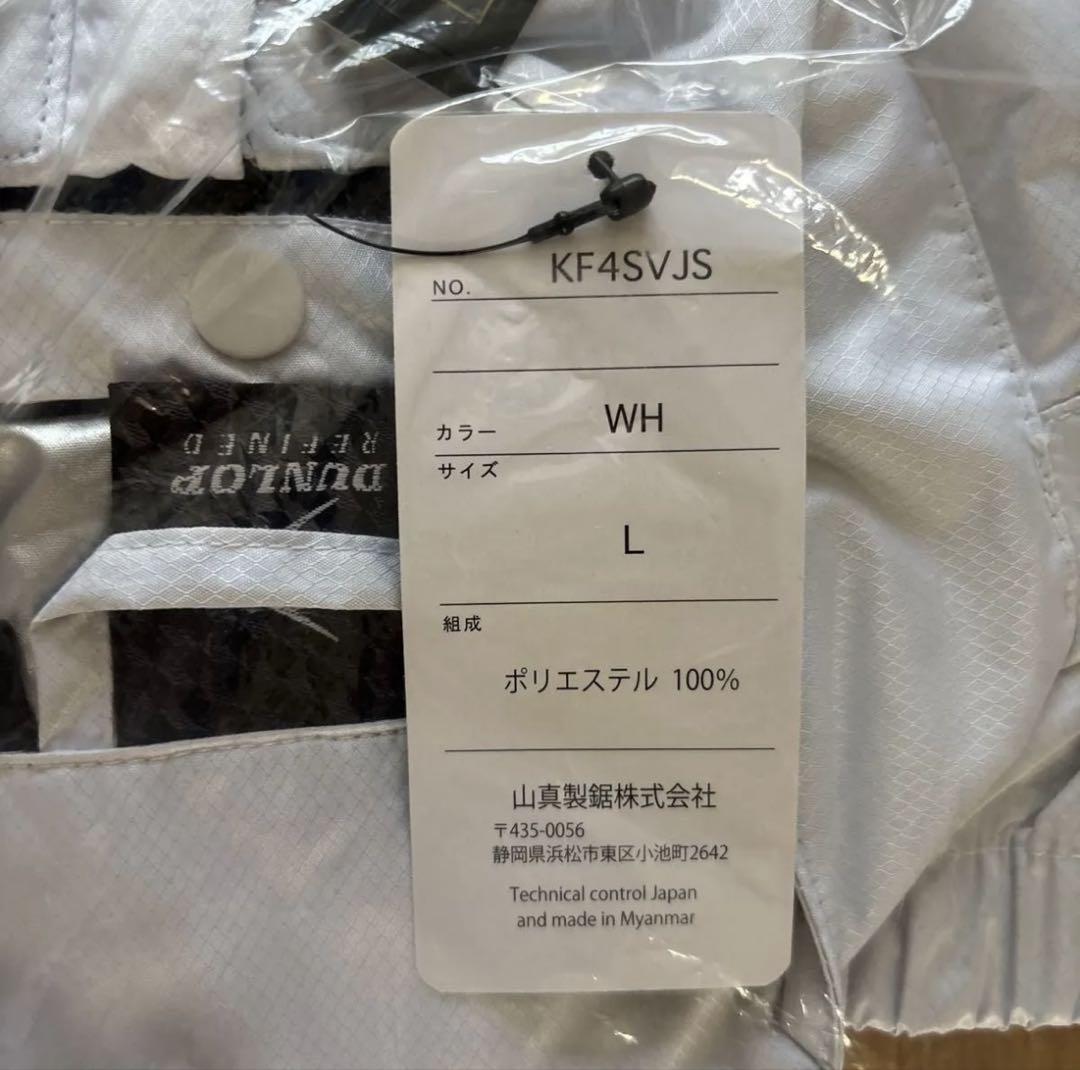 NO. KF4SVJS
カラー WH
サイズ
L
組成
ポリエステル 100%
山真製鋸株式会社
〒435-0056
静岡県浜松市東区小池町2642
Technical control Japan
and made in Myanmar
DUNLOP
REFINED